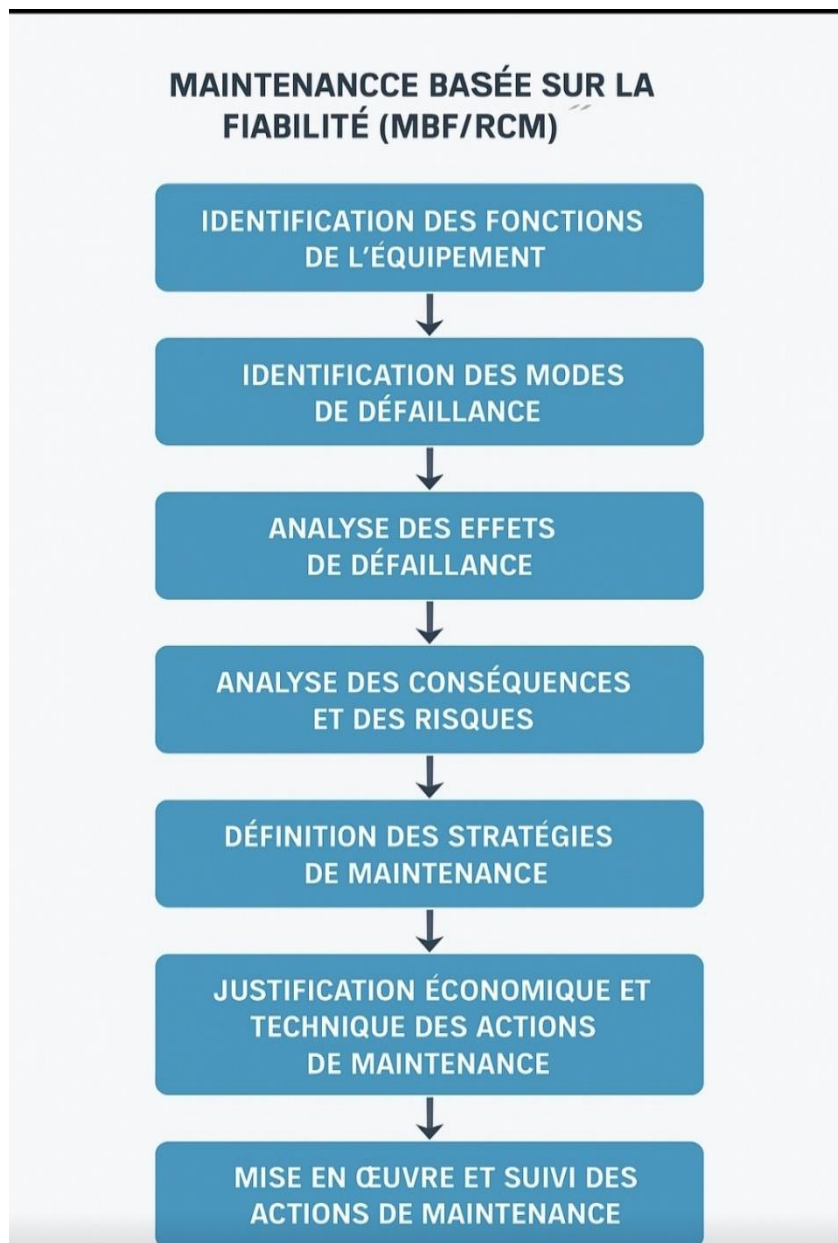 MAINTENANCCE BASÉE SUR LA
FIABILITÉ (MBF/RCM)
IDENTIFICATION DES FONCTIONS
DE L'ÉQUIPEMENT
IDENTIFICATION DES MODES
DE DÉFAILLANCE
ANALYSE DES EFFETS
DE DÉFAILLANCE
ANALYSE DES CONSÉQUENCES
ET DES RISQUES
DÉFINITION DES STRATÉGIES
DE MAINTENANCE
JUSTIFICATION ÉCONOMIQUE ET
TECHNIQUE DES ACTIONS
DE MAINTENANCE
MISE EN ŒUVRE ET SUIVI DES
ACTIONS DE MAINTENANCE